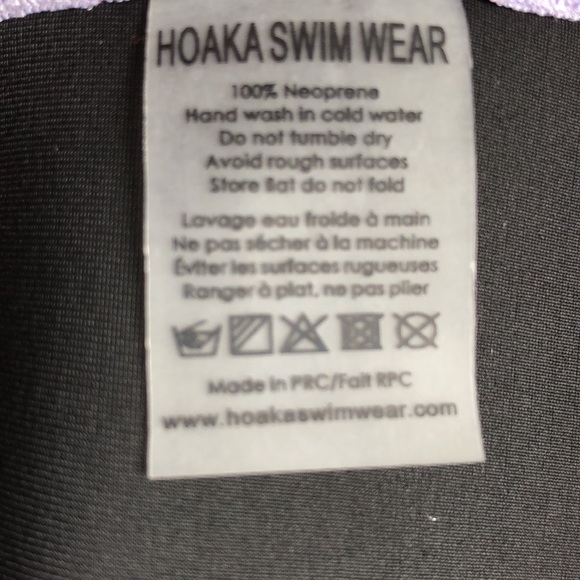 HOAKA SWIM WEAR
100% Neoprene
Hand wash in cold water
Do not tumble dry
Avoid rough surfaces
Store flat do not fold
Lavage eau froide à main
Ne pas sécher à la machine
Éviter les surfaces rugueuses
Ranger à plat, ne pas plier
Made in PRC/Fait RPC
www.hoakaswimwear.com